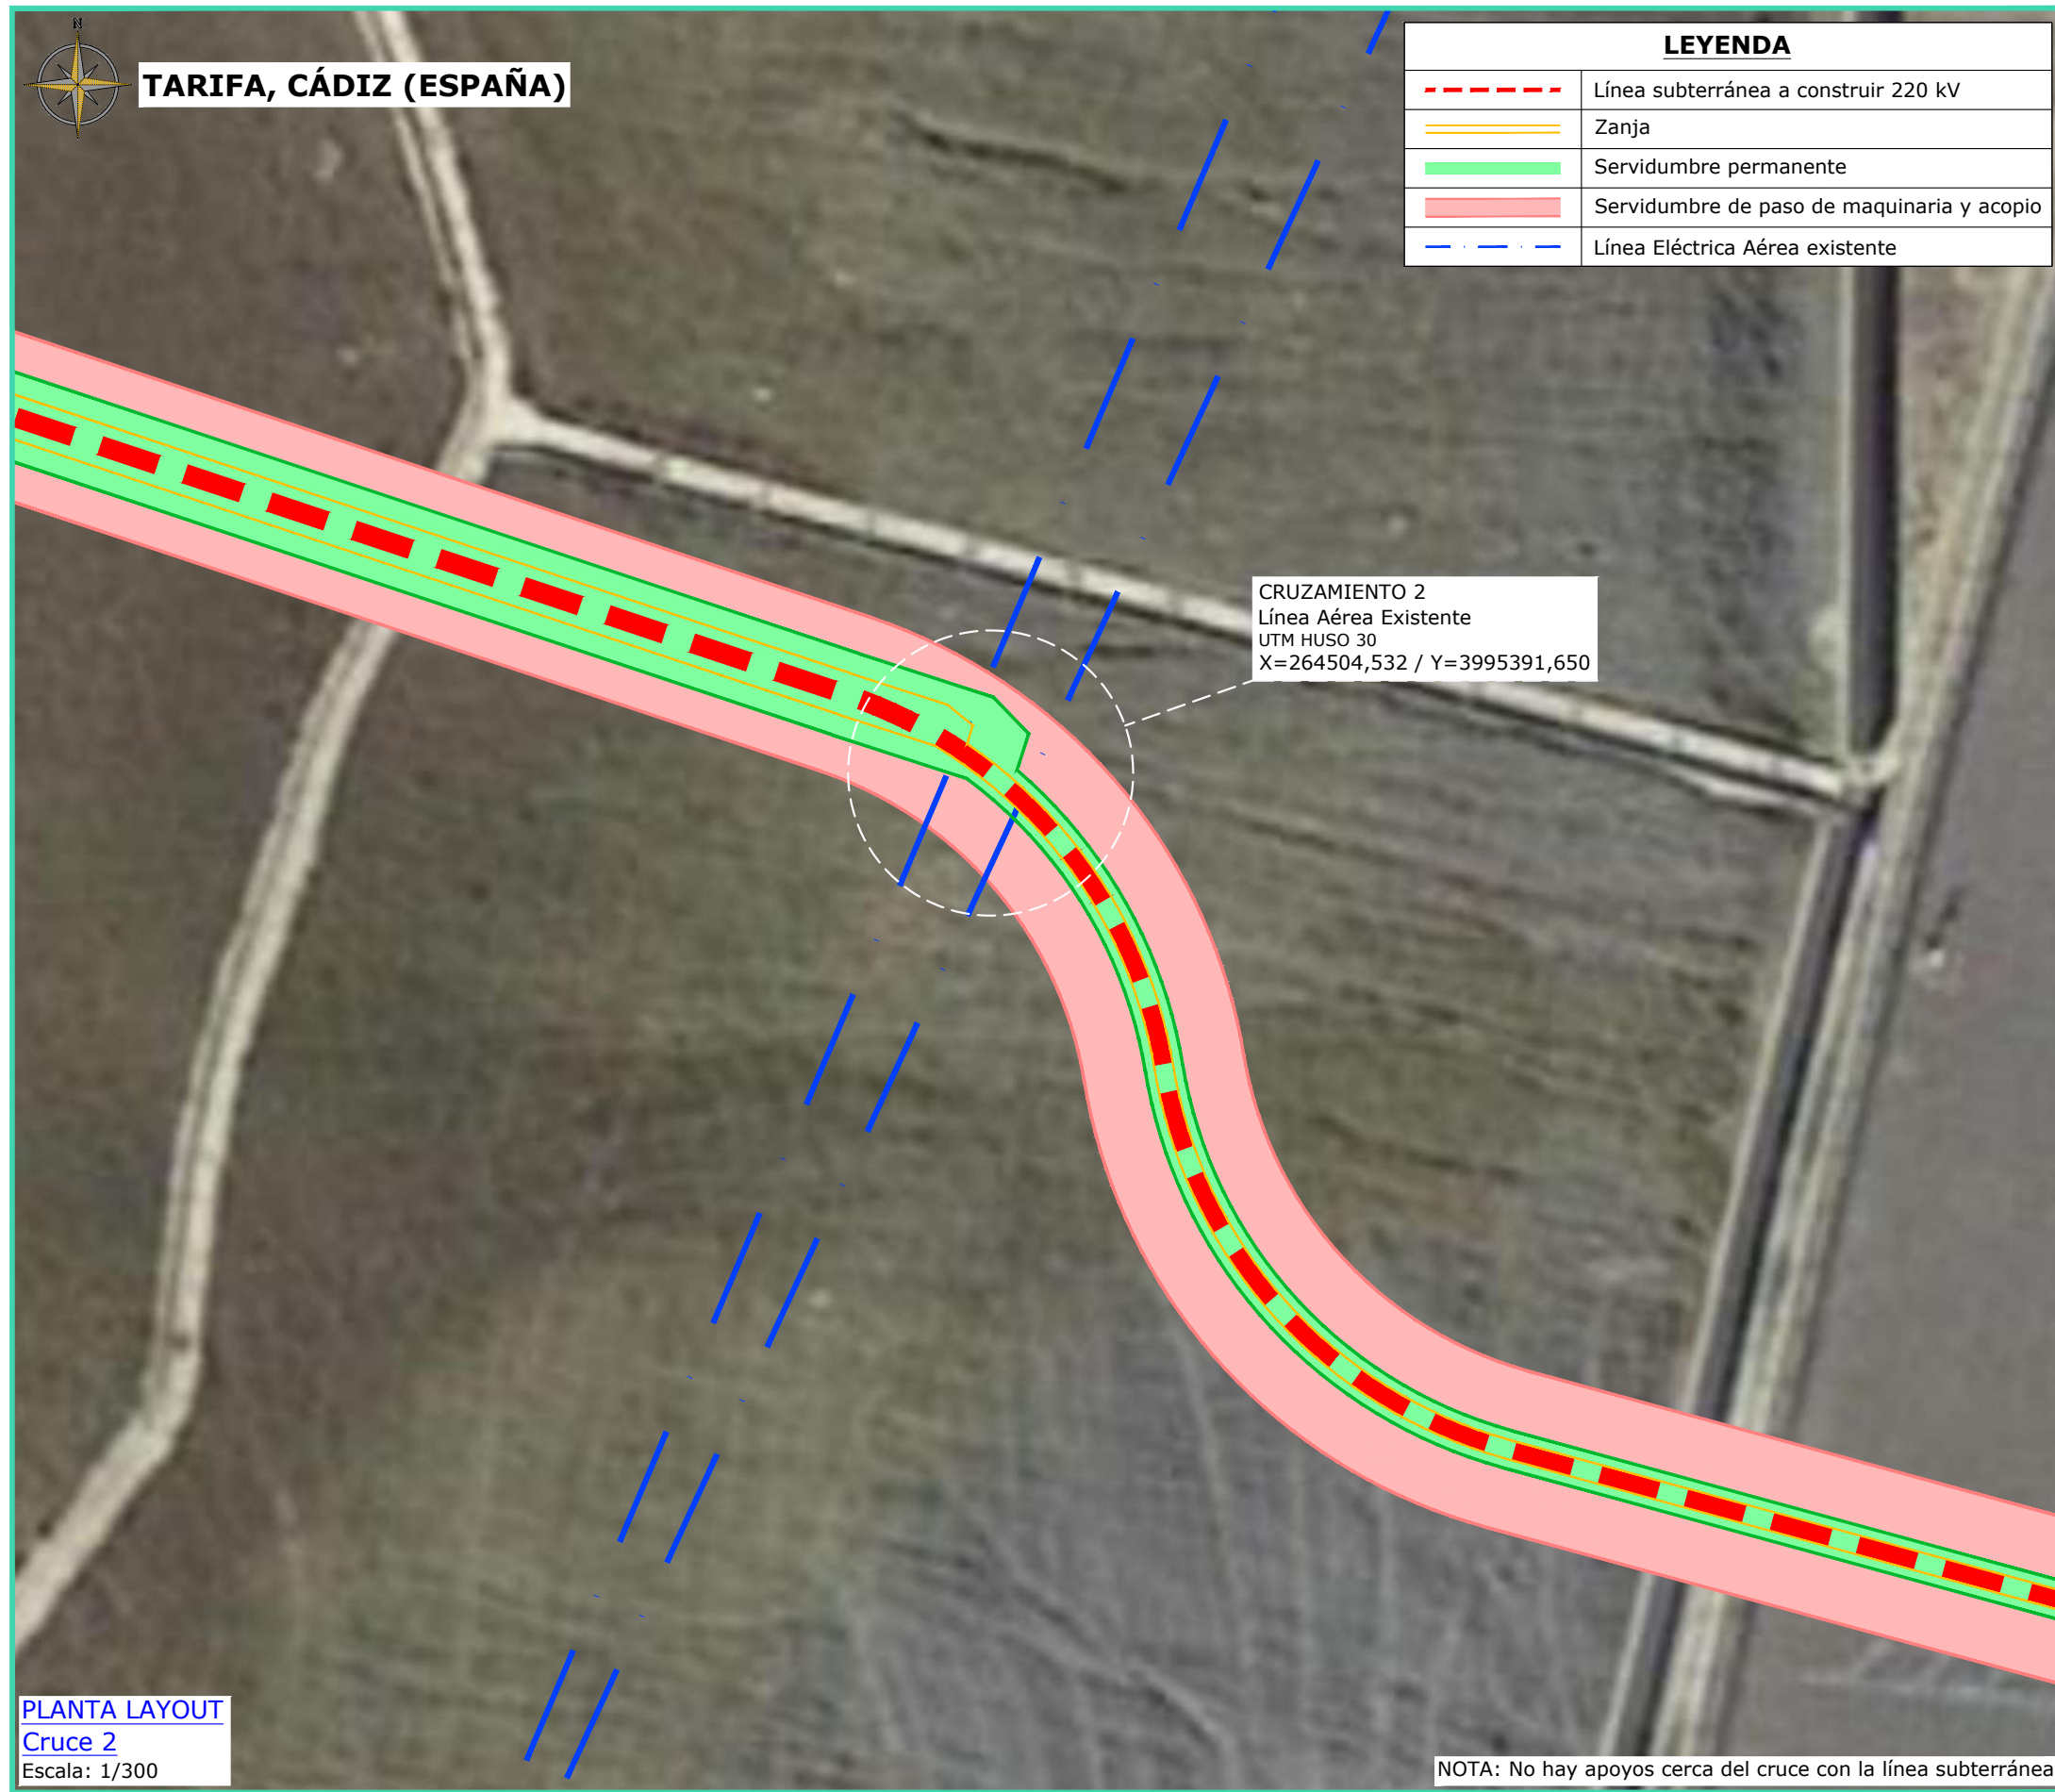 N
TARIFA, CÁDIZ (ESPAÑA)
LEYENDA
Línea subterránea a construir 220 kV
Zanja
Servidumbre permanente
Servidumbre de paso de maquinaria y acopio
Línea Eléctrica Aérea existente
CRUZAMIENTO 2
Línea Aérea Existente
UTM HUSO 30
X=264504,532 / Y=3995391,650
PLANTA LAYOUT
Cruce 2
Escala: 1/300
NOTA: No hay apoyos cerca del cruce con la línea subterránea